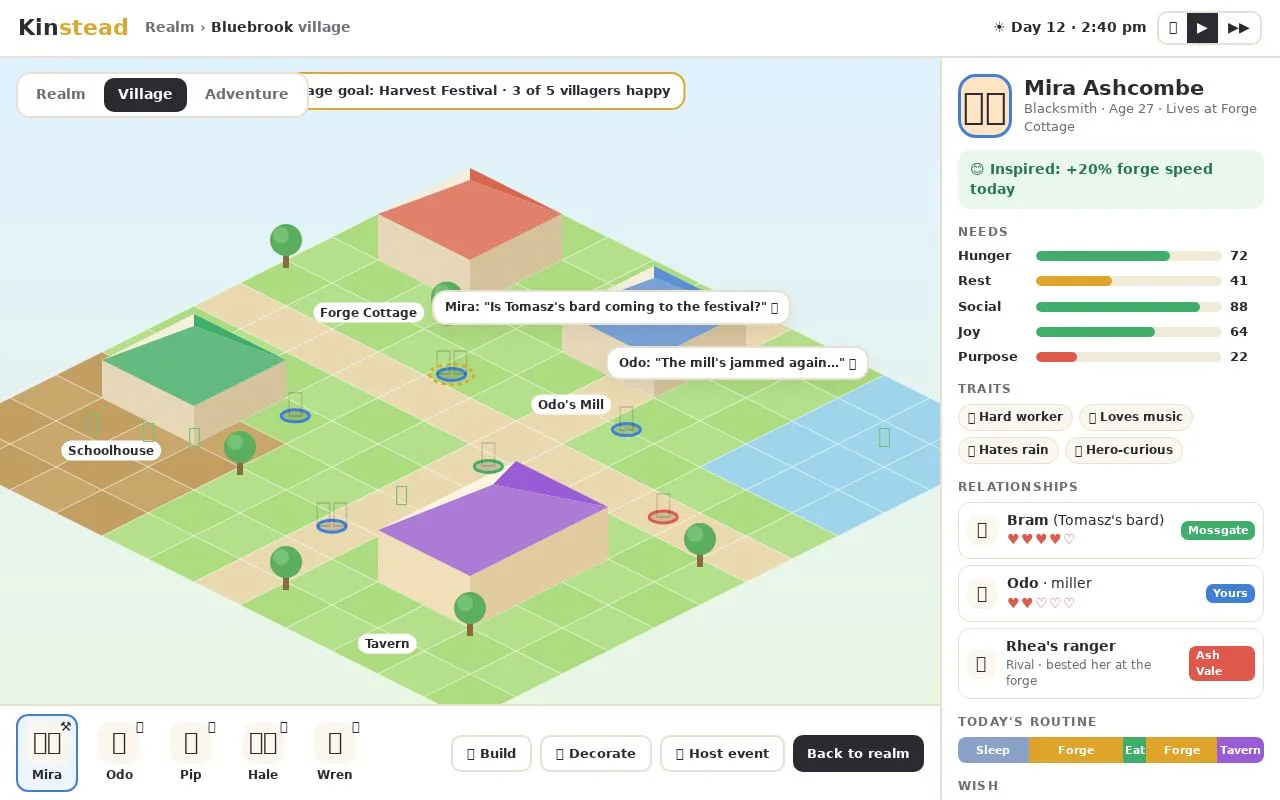 Kinstead
Realm › Bluebrook village
☀ Day 12 · 2:40 pm
▶
▶▶
Realm
Village
Adventure
age goal: Harvest Festival · 3 of 5 villagers happy
Forge Cottage
Mira: "Is Tomasz's bard coming to the festival?"
Odo: "The mill's jammed again..."
Odo's Mill
Schoolhouse
Tavern
Mira
Odo
Pip
Hale
Wren
Build
Decorate
Host event
Back to realm
Mira Ashcombe
Blacksmith · Age 27 · Lives at Forge
Cottage
😊 Inspired: +20% forge speed
today
NEEDS
Hunger 72
Rest 41
Social 88
Joy 64
Purpose 22
TRAITS
Hard worker
Loves music
Hates rain
Hero-curious
RELATIONSHIPS
Bram (Tomasz's bard)
♥♥♥♥♡
Mossgate
Odo · miller
♥♥♡♡♡
Yours
Rhea's ranger
Rival · bested her at the
forge
Ash
Vale
TODAY'S ROUTINE
Sleep Forge Eat Forge Tavern
WISH